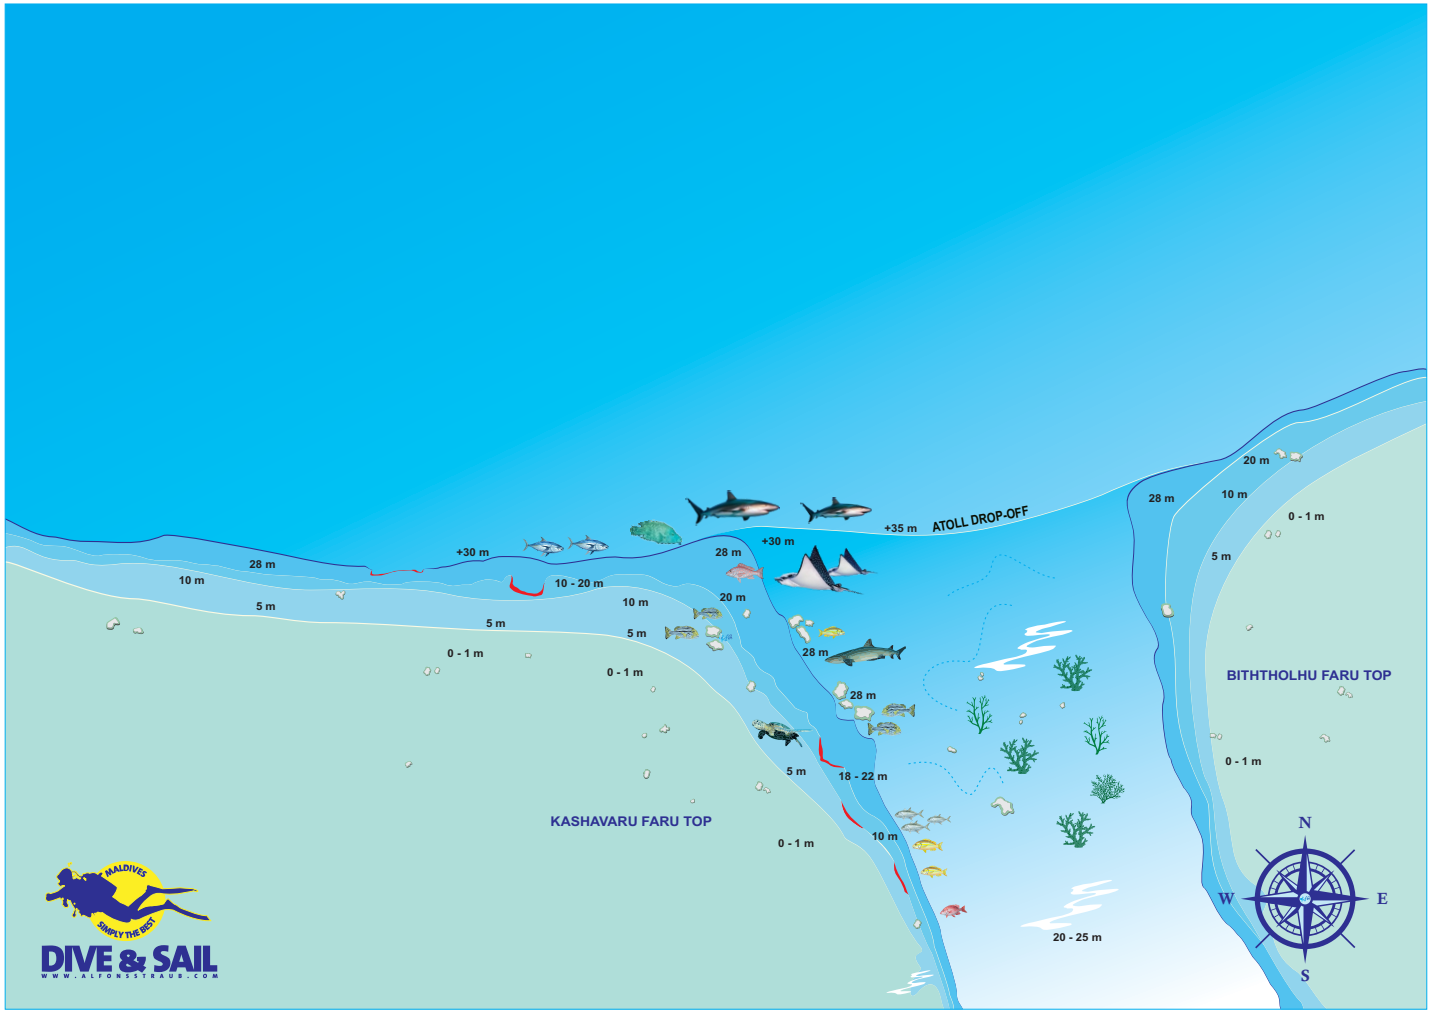 20 m
28 m
10 m
0 - 1 m
+35 m
ATOLL DROP-OFF
+30 m
+30 m
28 m
5 m
28 m
10 m
10 - 20 m
20 m
10 m
5 m
5 m
5 m
28 m
0 - 1 m
0 - 1 m
BITHTHOLHU FARU TOP
28 m
0 - 1 m
5 m
18 - 22 m
KASHAVARU FARU TOP
10 m
0 - 1 m
N
W
E
S
20 - 25 m
MALDIVES
SIMPLY THE BEST
DIVE & SAIL
WWW.ALFONSSTRAUB.COM